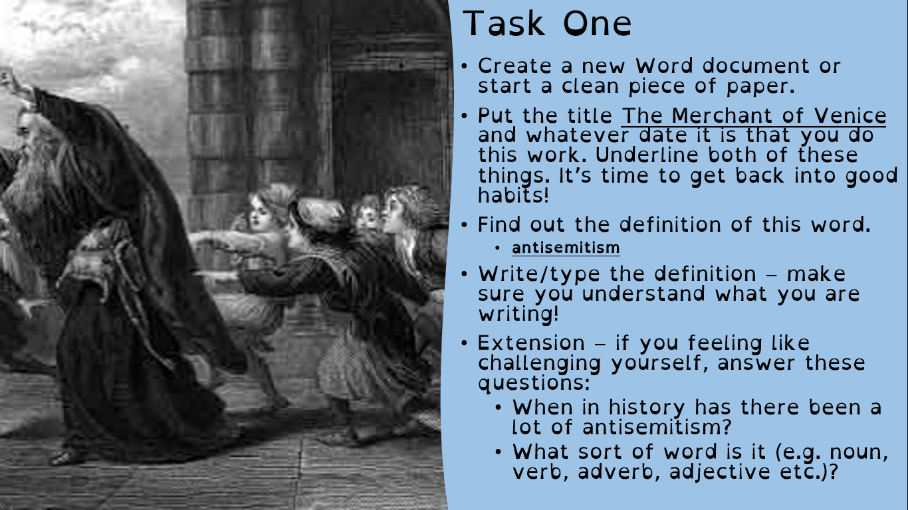 Task One
• Create a new Word document or
start a clean piece of paper.
• Put the title The Merchant of Venice
and whatever date it is that you do
this work. Underline both of these
things. It’s time to get back into good
habits!
• Find out the definition of this word.
• antisemitism
• Write/type the definition – make
sure you understand what you are
writing!
• Extension – if you feeling like
challenging yourself, answer these
questions:
• When in history has there been a
lot of antisemitism?
• What sort of word is it (e.g. noun,
verb, adverb, adjective etc.)?